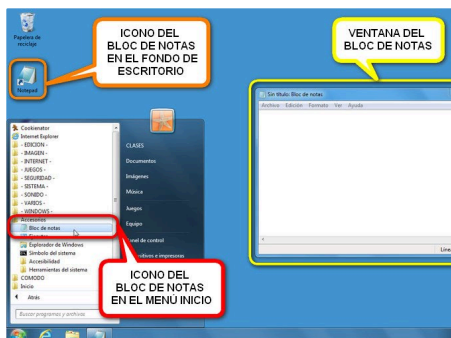 Papelera de
reciclaje
Notepad
ICONO DEL
BLOC DE NOTAS
EN EL FONDO DE
ESCRITORIO
VENTANA DEL
BLOC DE NOTAS
Sin título: Bloc de notas
Archivo Edición Formato Ver Ayuda
Line
Cookienator
Internet Explorer
- EDICION -
- IMAGEN -
- INTERNET -
- JUEGOS -
- SEGURIDAD -
- SISTEMA -
- SONIDO -
- VARIOS -
- WINDOWS -
Accesorios
Bloc de notas
Explorador de Windows
Símbolo del sistema
Accesibilidad
Herramientas del sistema
COMODO
Inicio
Atrás
Buscar programas y archivos
CLASES
Documentos
Imágenes
Música
Juegos
Equipo
nel de control
sitivos e impresoras
ICONO DEL
BLOC DE NOTAS
EN EL MENÚ INICIO